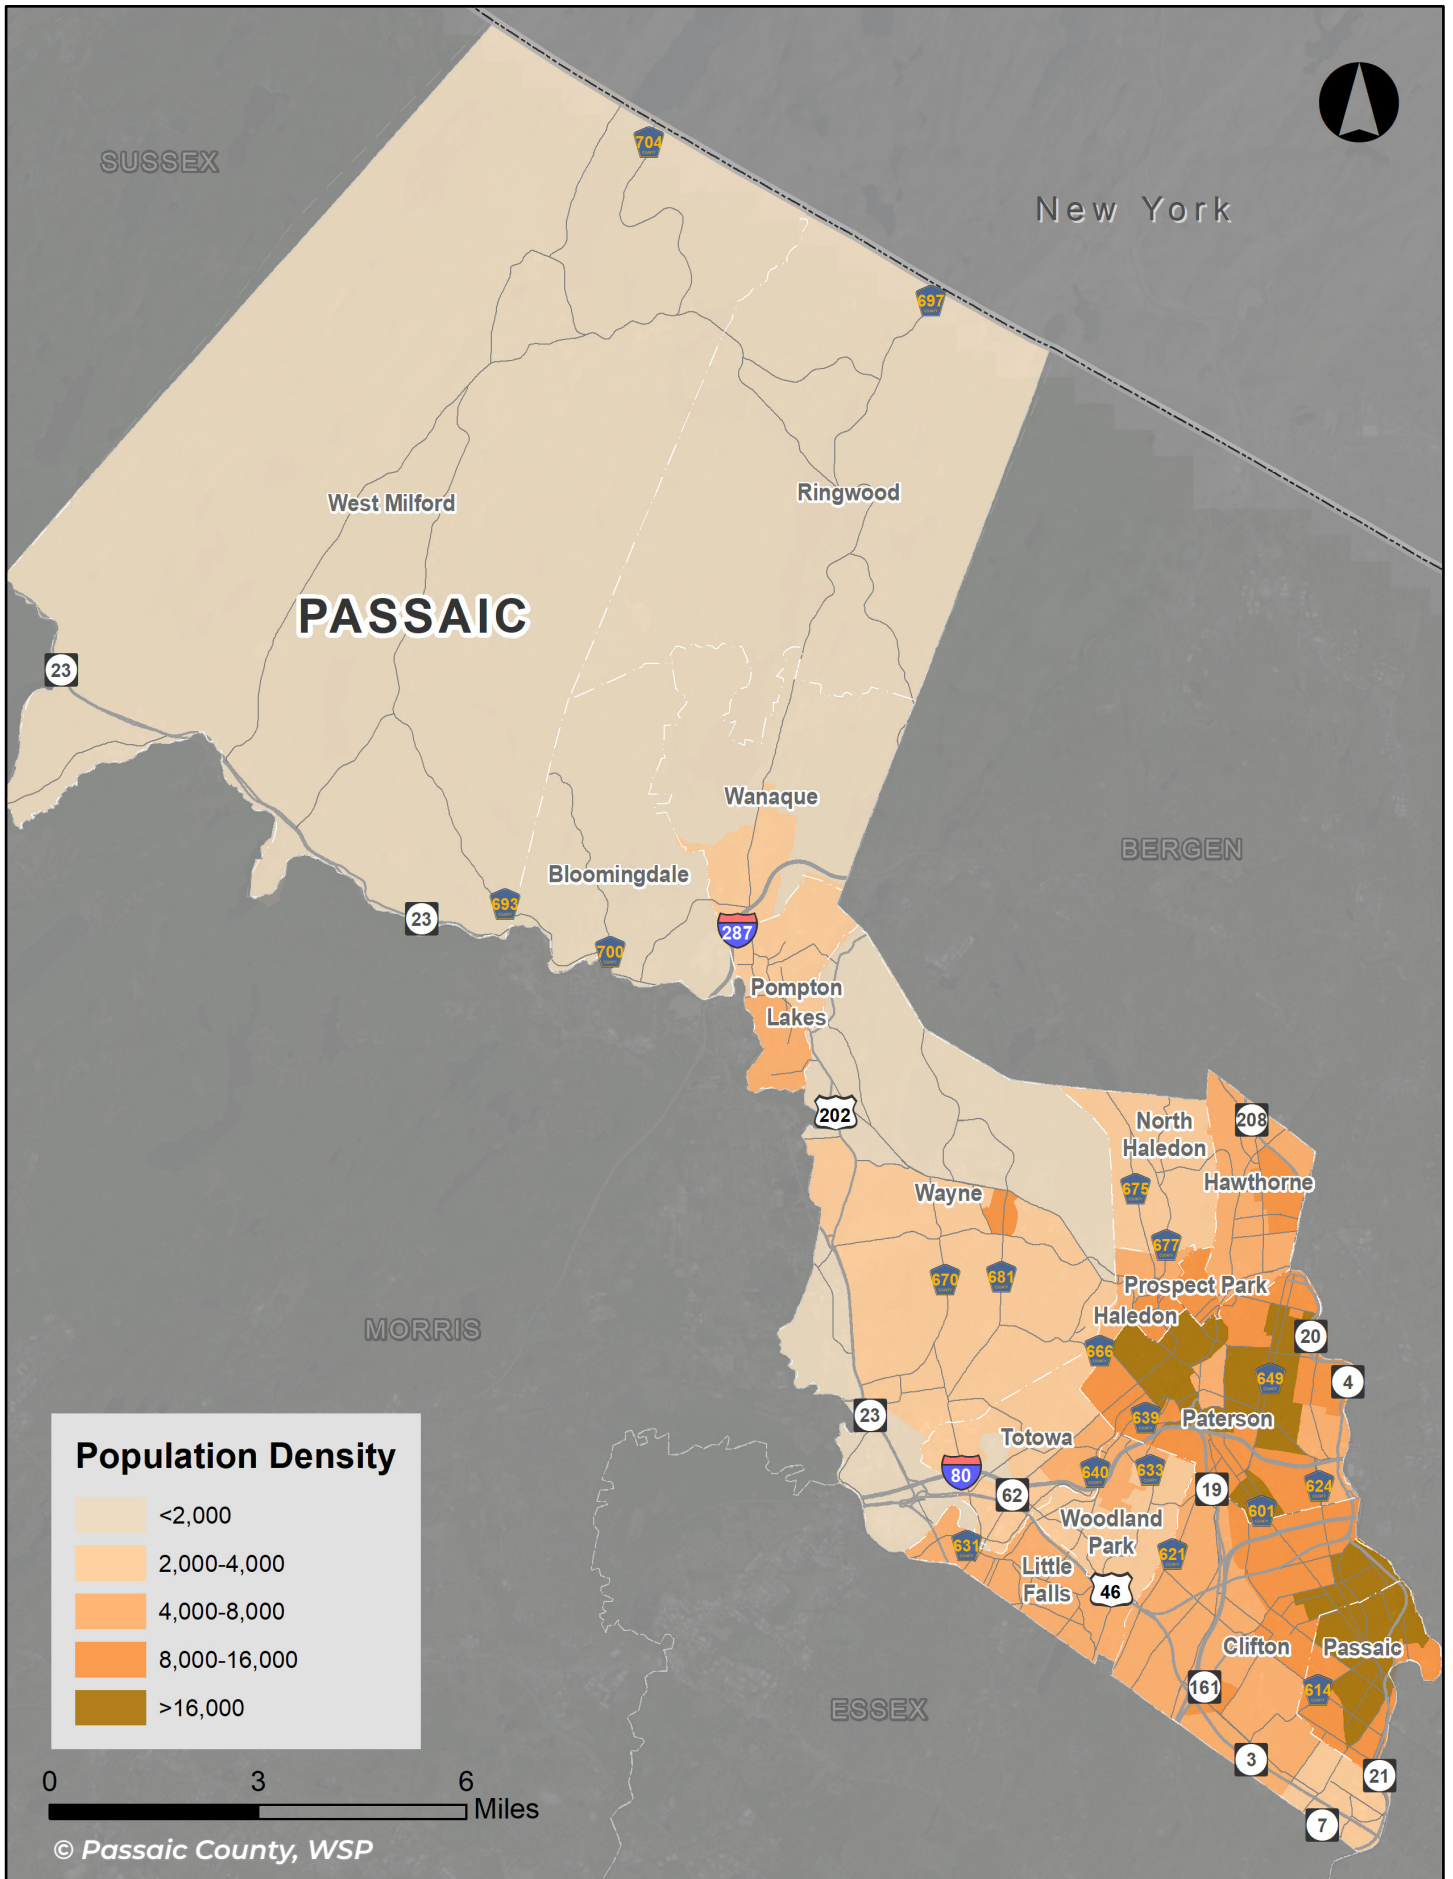 704
SUSSEX
New York
697
West Milford
Ringwood
PASSAIC
23
Wanaque
BERGEN
Bloomingdale
693
23
287
700
Pompton
Lakes
202
North
Haledon
208
675
Hawthorne
Wayne
677
670
681
Prospect Park
Haledon
MORRIS
20
666
649
4
23
639
Paterson
Totowa
80
640
633
62
19
624
601
Woodland
Park
631
621
Little
Falls
46
Clifton
Passaic
161
614
ESSEX
3
21
7
Population Density
<2,000
2,000-4,000
4,000-8,000
8,000-16,000
>16,000
0 3 6
Miles
© Passaic County, WSP